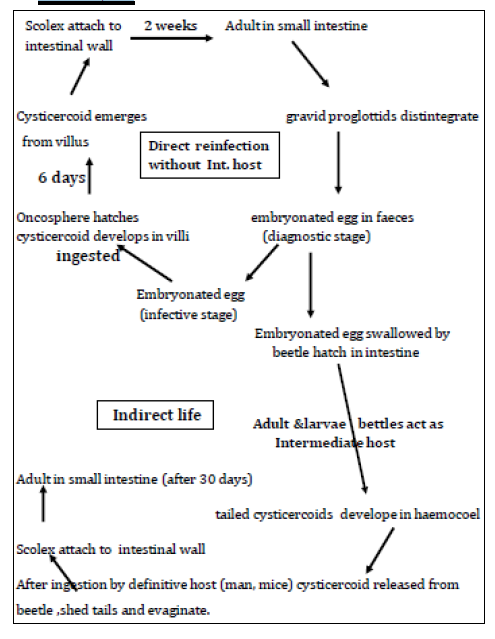 Scolex attach to
intestinal wall
2 weeks
Adult in small intestine
Cysticercoid emerges
from villus
gravid proglottids distintegrate
Direct reinfection
without Int. host
6 days
Oncosphere hatches
cysticercoid develops in villi
ingested
embryonated egg in faeces
(diagnostic stage)
Embryonated egg
(infective stage)
Embryonated egg swallowed by
beetle hatch in intestine
Indirect life
Adult &larvae bettles act as
Intermediate host
Adult in small intestine (after 30 days)
tailed cysticercoids develope in haemocoel
Scolex attach to intestinal wall
After ingestion by definitive host (man, mice) cysticercoid released from
beetle ,shed tails and evaginate.